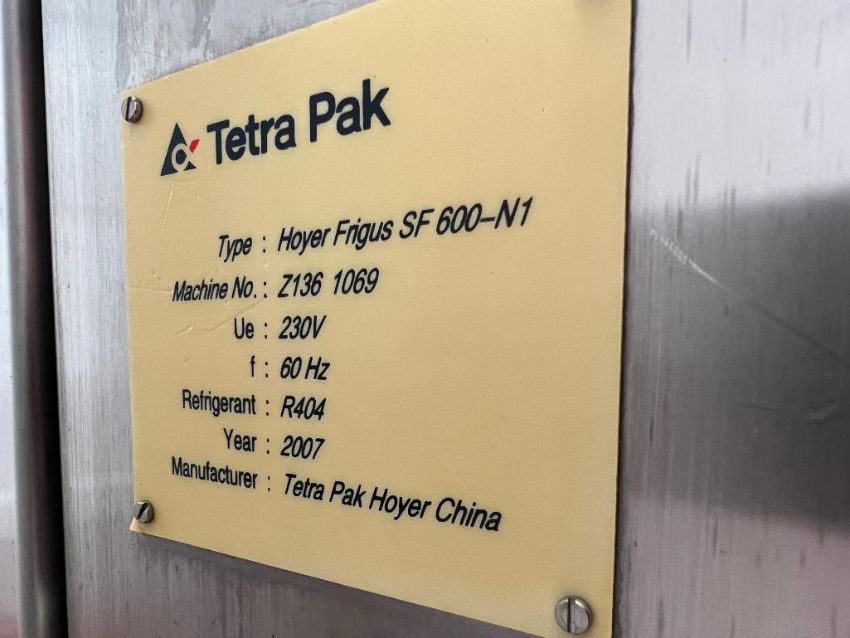 Tetra Pak
Type : Hoyer Frigus SF 600-N1
Machine No. : Z136 1069
Ue : 230V
f : 60 Hz
Refrigerant : R404
Year : 2007
Manufacturer : Tetra Pak Hoyer China